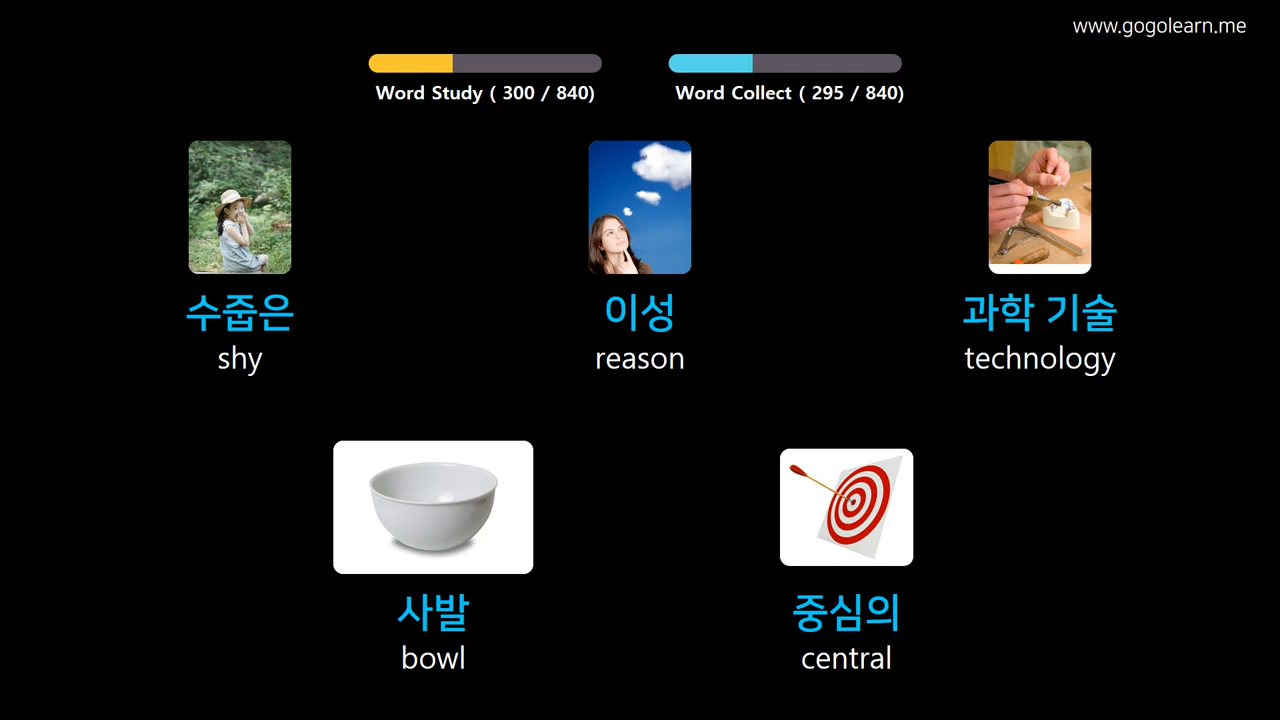 www.gogolearn.me
Word Study ( 300 / 840)
Word Collect ( 295 / 840)
수줍은
shy
이성
reason
과학 기술
technology
사발
bowl
중심의
central